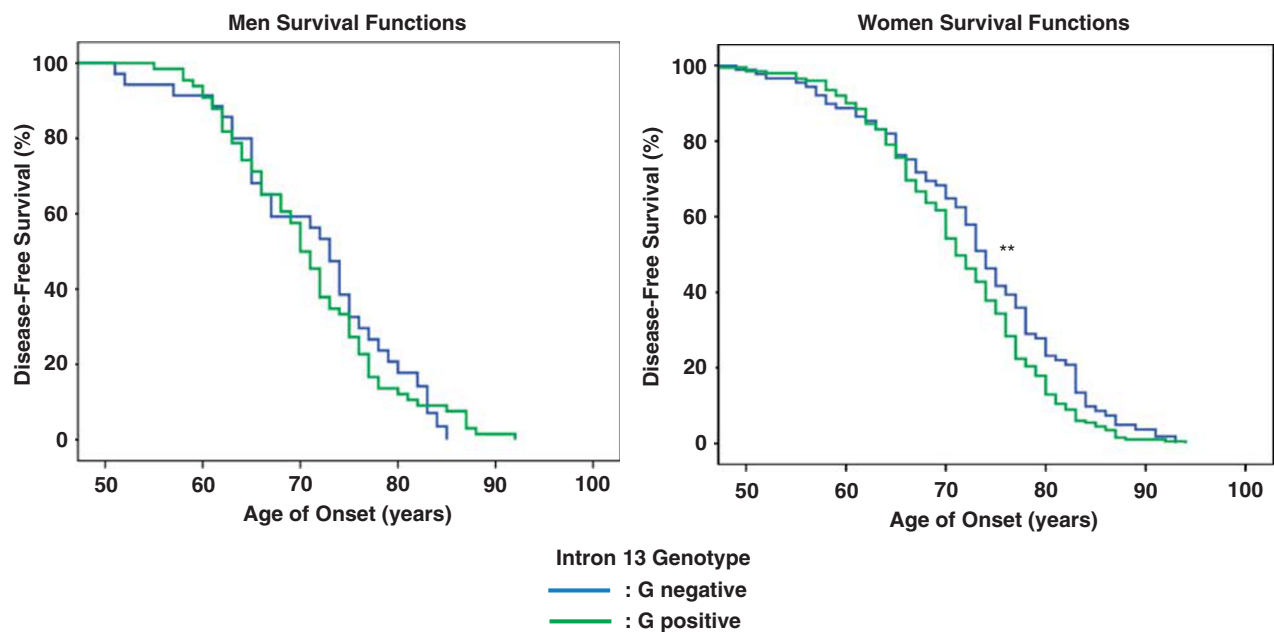 Men Survival Functions
Disease-Free Survival (%)
100
80
60
40
20
0
50 60 70 80 90 100
Age of Onset (years)
Women Survival Functions
Disease-Free Survival (%)
100
80
60
40
20
0
**
50 60 70 80 90 100
Age of Onset (years)
Intron 13 Genotype
: G negative
: G positive